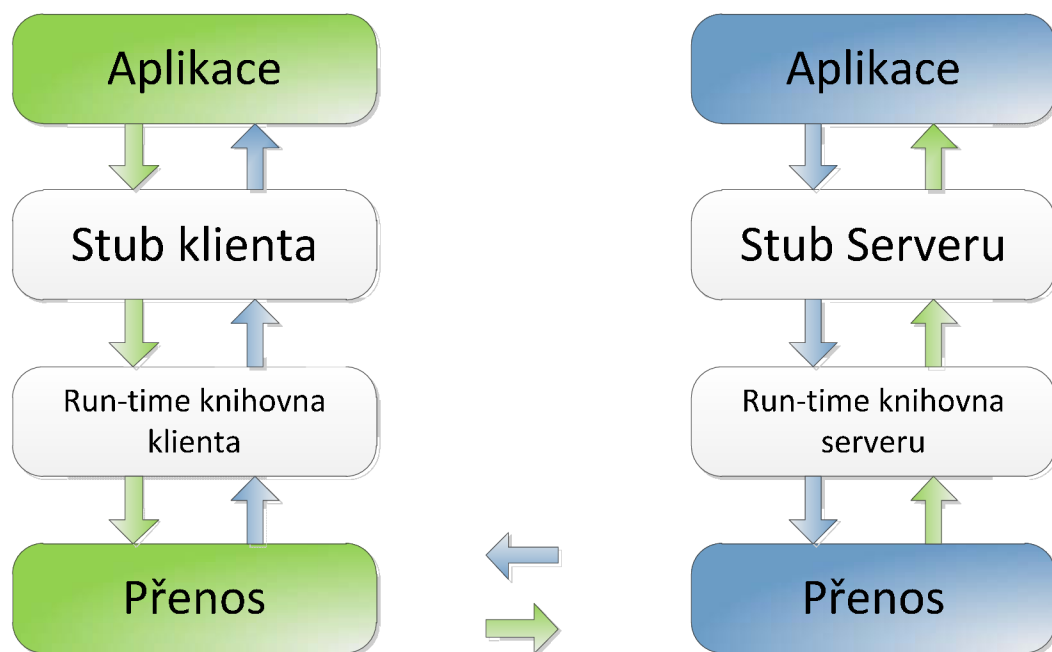 Aplikace
Aplikace
Stub klienta
Stub Serveru
Run-time knihovna
klienta
Run-time knihovna
serveru
Přenos
Přenos